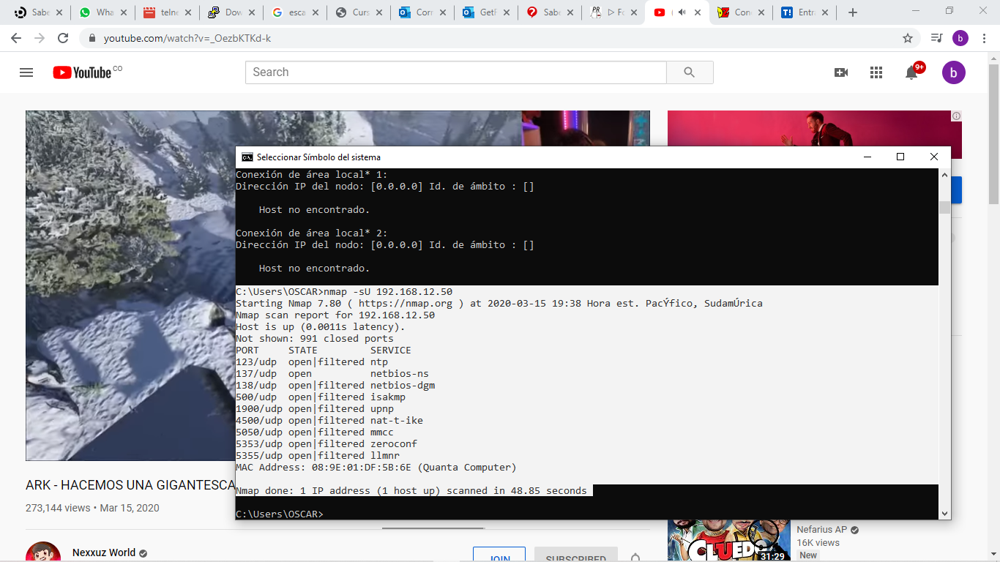 Sabe
Wha
telne
Dow
esca
Curs
Corr
GetF
Sabe
Fo
(
Con
Entra
youtube.com/watch?v=_OezbKTKd-k
b
YouTube CO
Search
9+
b
Seleccionar Símbolo del sistema
Conexión de área local* 1:
Dirección IP del nodo: [0.0.0.0] Id. de ámbito : []
Host no encontrado.
Conexión de área local* 2:
Dirección IP del nodo: [0.0.0.0] Id. de ámbito : []
Host no encontrado.
C:\Users\OSCAR>nmap -sU 192.168.12.50
Starting Nmap 7.80 ( https://nmap.org ) at 2020-03-15 19:38 Hora est. PacÝfico, SudamÚrica
Nmap scan report for 192.168.12.50
Host is up (0.0011s latency).
Not shown: 991 closed ports
PORT STATE SERVICE
123/udp open|filtered ntp
137/udp open netbios-ns
138/udp open|filtered netbios-dgm
500/udp open|filtered isakmp
1900/udp open|filtered upnp
4500/udp open|filtered nat-t-ike
5050/udp open|filtered mmcc
5353/udp open|filtered zeroconf
5355/udp open|filtered llmnr
MAC Address: 08:9E:01:DF:5B:6E (Quanta Computer)
Nmap done: 1 IP address (1 host up) scanned in 48.85 seconds
C:\Users\OSCAR>
ARK - HACEMOS UNA GIGANTESCA
273,144 views • Mar 15, 2020
Nexxuz World
JOIN
SUBSCRIBED
CLUEDO
31:29
Nefarius AP
16K views
New